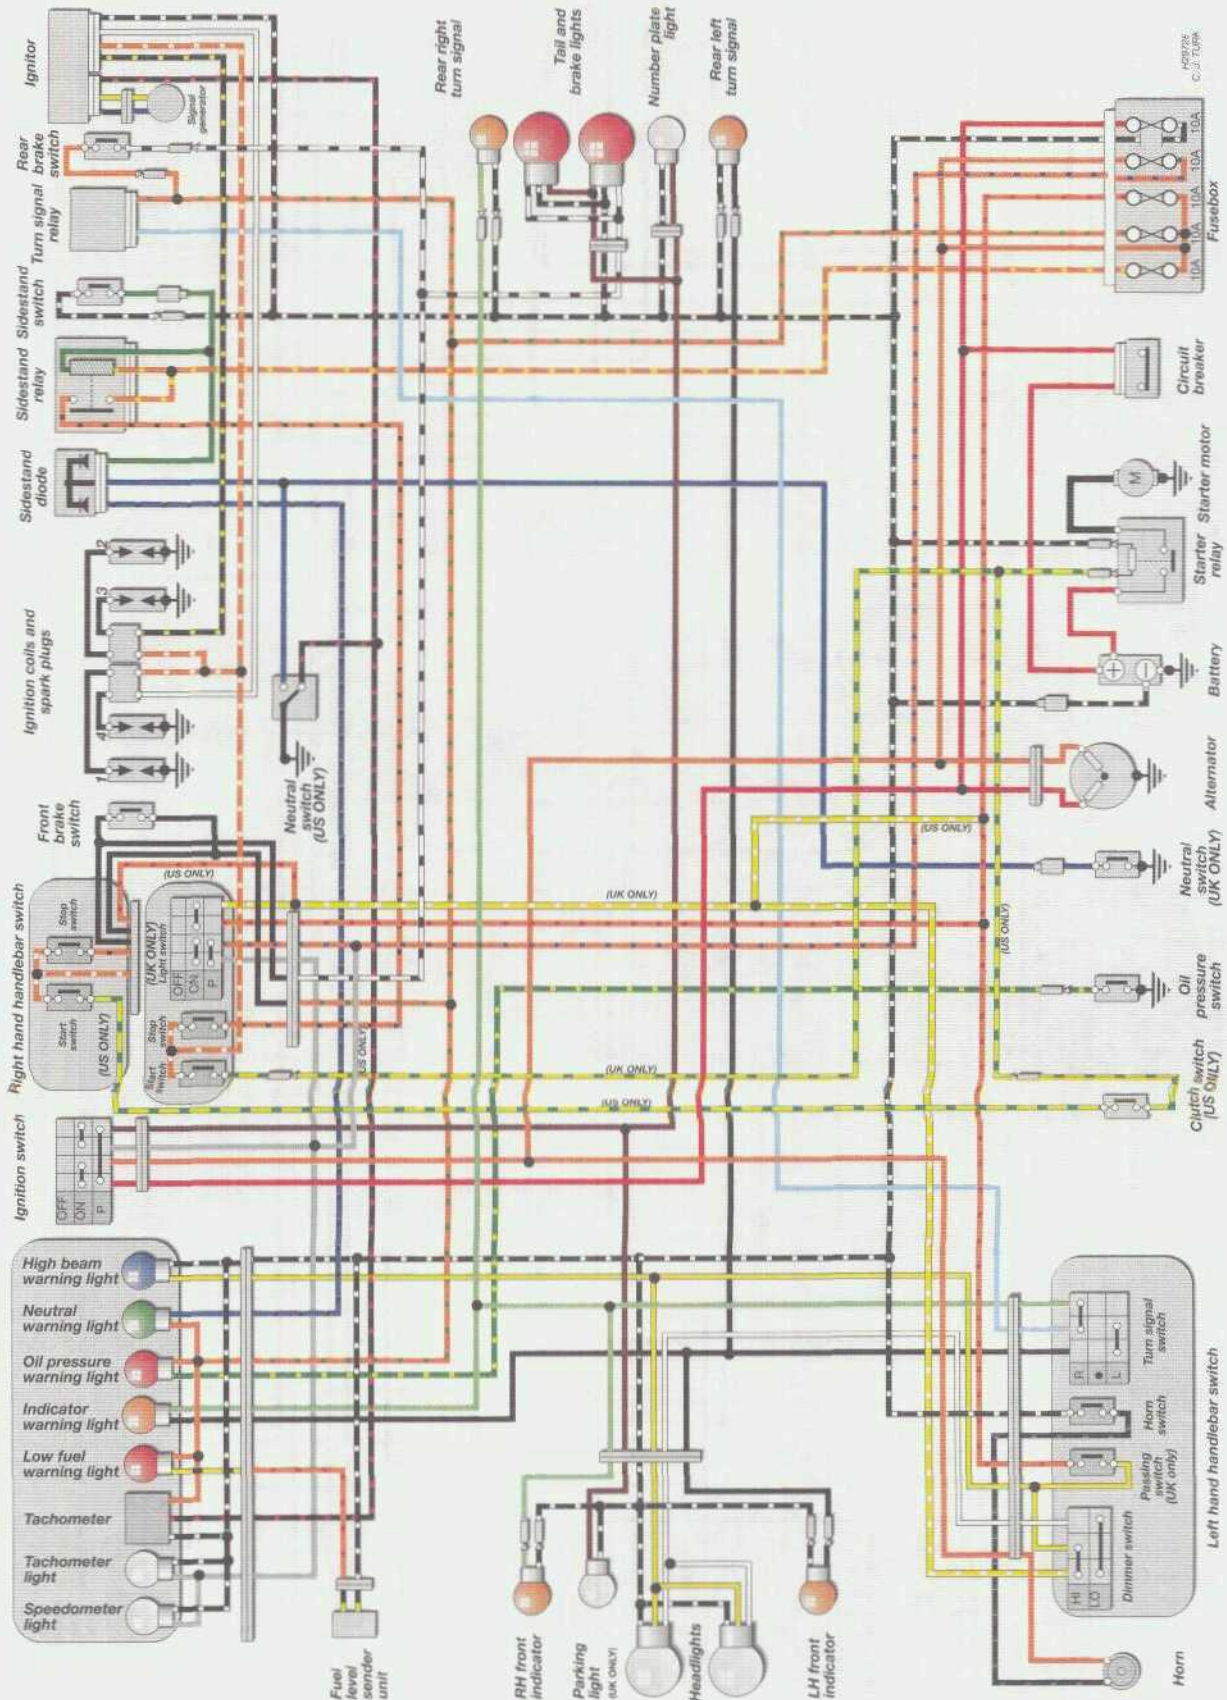 Ignitor
Signal
generator
Rear
brake
switch
Turn signal
relay
Sidestand
switch
Sidestand
relay
Sidestand
diode
Ignition coils and
spark plugs
2
3
4
1
Front
brake
switch
Right hand handlebar switch
Stop
switch
Start
switch
(US ONLY)
(US ONLY)
(UK ONLY)
Light switch
OFF
ON
P
Stop
switch
Start
switch
(US ONLY)
Neutral
switch
(US ONLY)
Ignition switch
OFF
ON
P
High beam
warning light
Neutral
warning light
Oil pressure
warning light
Indicator
warning light
Low fuel
warning light
Tachometer
Tachometer
light
Speedometer
light
Fuel
level
sender
unit
Rear right
turn signal
Tail and
brake lights
Number plate
light
Rear left
turn signal
(UK ONLY)
(UK ONLY)
(US ONLY)
(US ONLY)
(US ONLY)
RH front
indicator
Parking
light
(UK ONLY)
Headlights
LH front
indicator
H29726
C. J. TURK
10A
10A
10A
10A
10A
Fusebox
Circuit
breaker
M
Starter motor
Starter
relay
+
−
Battery
Alternator
Neutral
switch
(UK ONLY)
Oil
pressure
switch
Clutch switch
(US ONLY)
R
L
Turn signal
switch
Horn
switch
Passing
switch
(UK only)
HI
LO
Dimmer switch
Left hand handlebar switch
Horn